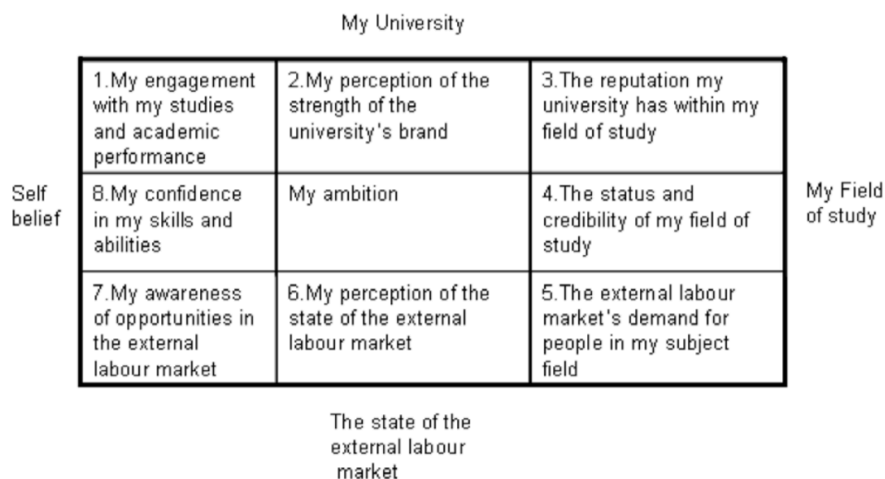 My University
1.My engagement
with my studies
and academic
performance
2.My perception of the
strength of the
university's brand
3.The reputation my
university has within my
field of study
Self
belief
8.My confidence
in my skills and
abilities
My ambition
4.The status and
credibility of my field of
study
My Field
of study
7.My awareness
of opportunities in
the external
labour market
6.My perception of the
state of the external
labour market
5.The external labour
market's demand for
people in my subject
field
The state of the
external labour
market